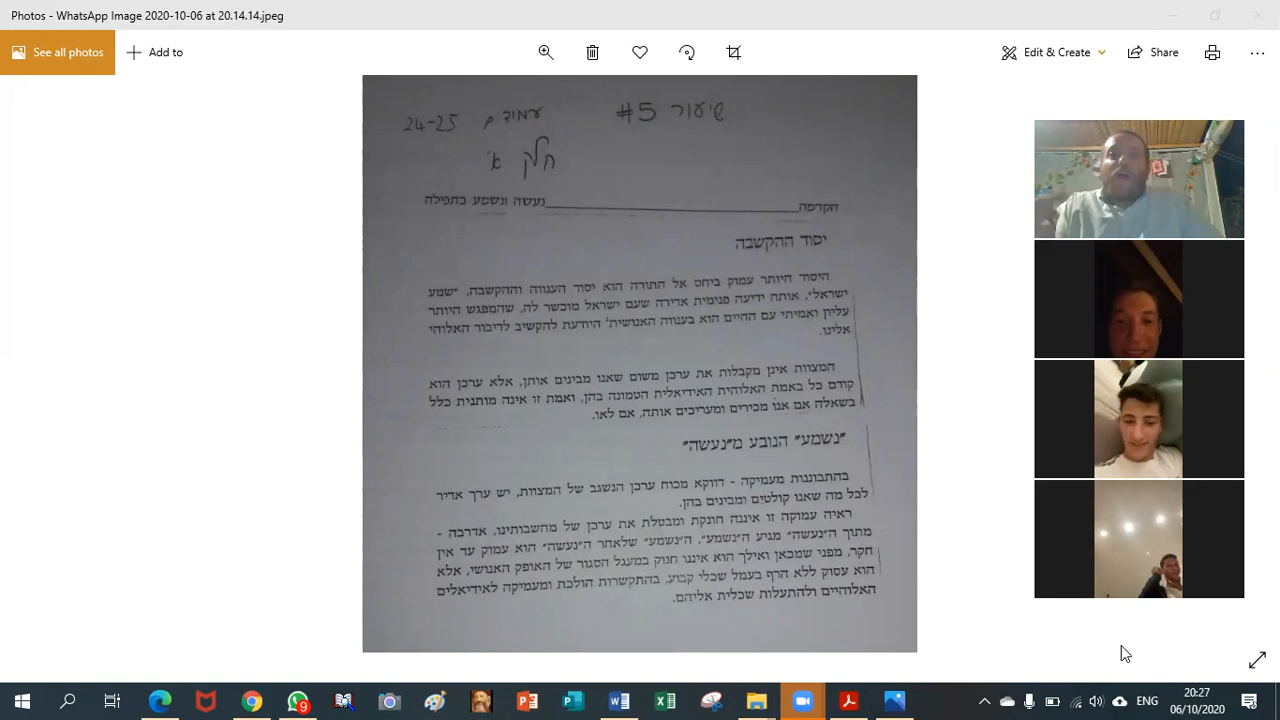 Photos - WhatsApp Image 2020-10-06 at 20.14.14.jpeg
See all photos
Add to
Edit & Create
Share
שיעור #5 עמודים 24-25
חלק א'
הקדמה נעשה ונשמע בתפילה
יסוד ההקשבה
היסוד היותר עמוק ביחס אל התורה הוא יסוד הענווה וההקשבה, "שמע
ישראל", אותה ידיעה פנימית אדירה שעם ישראל מוכשר לה, שהמפגש היותר
עליון ואמיתי עם החיים הוא בענווה האנושית היודעת להקשיב לדיבור האלוהי
אלינו.
המצוות אינן מקבלות את ערכן משום שאנו מבינים אותן, אלא ערכן הוא
קודם כל באמת האלוהית האידיאלית הטמונה בהן, ואמת זו אינה מותנית כלל
בשאלה אם אנו מכירים ומעריכים אותה, אם לאו.
"נשמע" הנובע מ"נעשה"
בהתבוננות מעמיקה - דווקא מכוח ערכן הנשגב של המצוות, יש ערך אדיר
לכל מה שאנו קולטים ומבינים בהן.
ראיה עמוקה זו איננה חונקת ומבטלת את ערכן של מחשבותינו, אדרבה -
מתוך ה"נעשה" מגיע ה"נשמע". ה"נשמע" שלאחר ה"נעשה" הוא עמוק עד אין
חקר, מפני שמכאן ואילך הוא איננו חנוק במעגל הסגור של האופק האנושי, אלא
הוא עסוק ללא הרף בעמל שכלי קבוע, בהתקשרות הולכת ומעמיקה לאידיאלים
האלוהיים ולהתעלות שכלית אליהם.
9
ENG
20:27
06/10/2020